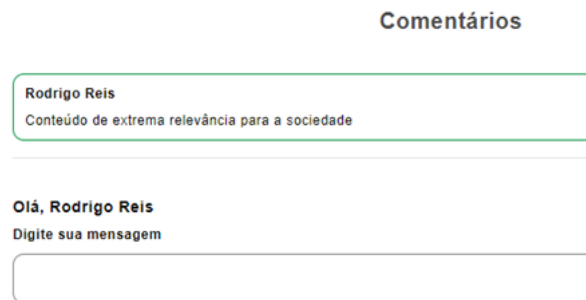 Comentários
Rodrigo Reis
Conteúdo de extrema relevância para a sociedade
Olá, Rodrigo Reis
Digite sua mensagem